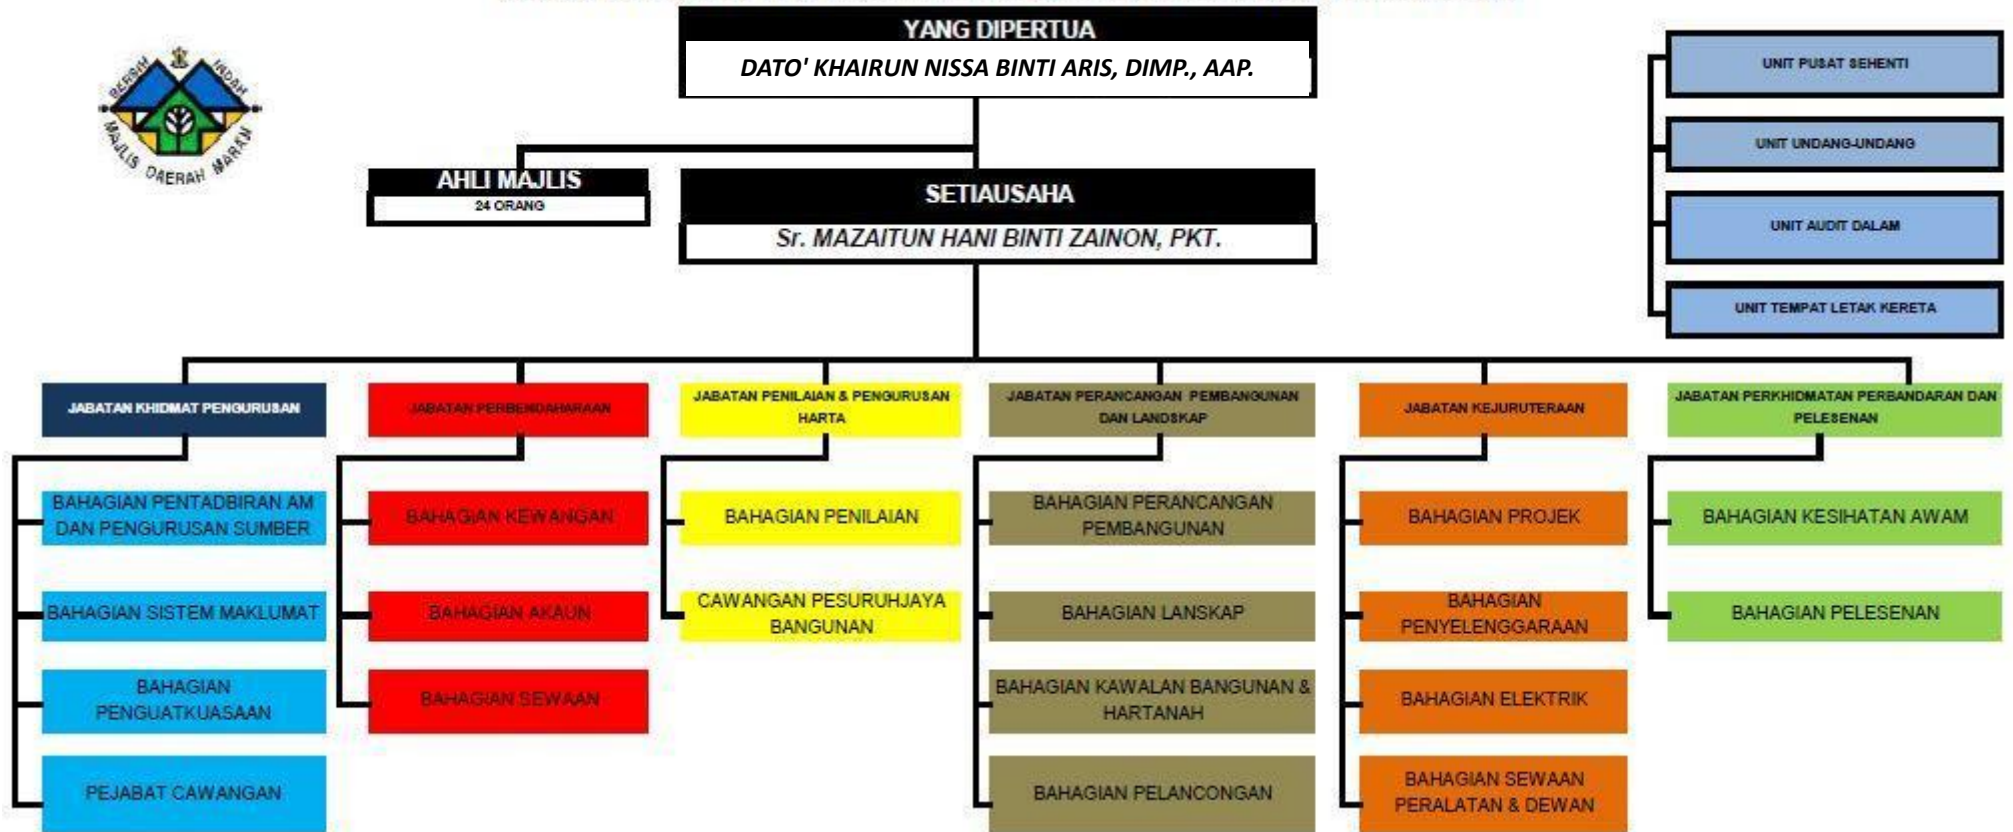 YANG DIPERTUA
DATO' KHAIRUN NISSA BINTI ARIS, DIMP., AAP.
BERSIH INDAH
MAJLIS DAERAH MARAN
AHLI MAJLIS
24 ORANG
SETIAUSAHA
Sr. MAZAITUN HANI BINTI ZAINON, PKT.
UNIT PUSAT SEHENTI
UNIT UNDANG-UNDANG
UNIT AUDIT DALAM
UNIT TEMPAT LETAK KERETA
JABATAN KHIDMAT PENGURUSAN
BAHAGIAN PENTADBIRAN AM
DAN PENGURUSAN SUMBER
BAHAGIAN SISTEM MAKLUMAT
BAHAGIAN
PENGUATKUASAAN
PEJABAT CAWANGAN
JABATAN PERBENDAHARAAN
BAHAGIAN KEWANGAN
BAHAGIAN AKAUN
BAHAGIAN SEWAAN
JABATAN PENILAIAN & PENGURUSAN
HARTA
BAHAGIAN PENILAIAN
CAWANGAN PESURUHJAYA
BANGUNAN
JABATAN PERANCANGAN PEMBANGUNAN
DAN LANDSKAP
BAHAGIAN PERANCANGAN
PEMBANGUNAN
BAHAGIAN LANSKAP
BAHAGIAN KAWALAN BANGUNAN &
HARTANAH
BAHAGIAN PELANCONGAN
JABATAN KEJURUTERAAN
BAHAGIAN PROJEK
BAHAGIAN
PENYELENGGARAAN
BAHAGIAN ELEKTRIK
BAHAGIAN SEWAAN
PERALATAN & DEWAN
JABATAN PERKHIDMATAN PERBANDARAN DAN
PELESENAN
BAHAGIAN KESIHATAN AWAM
BAHAGIAN PELESENAN